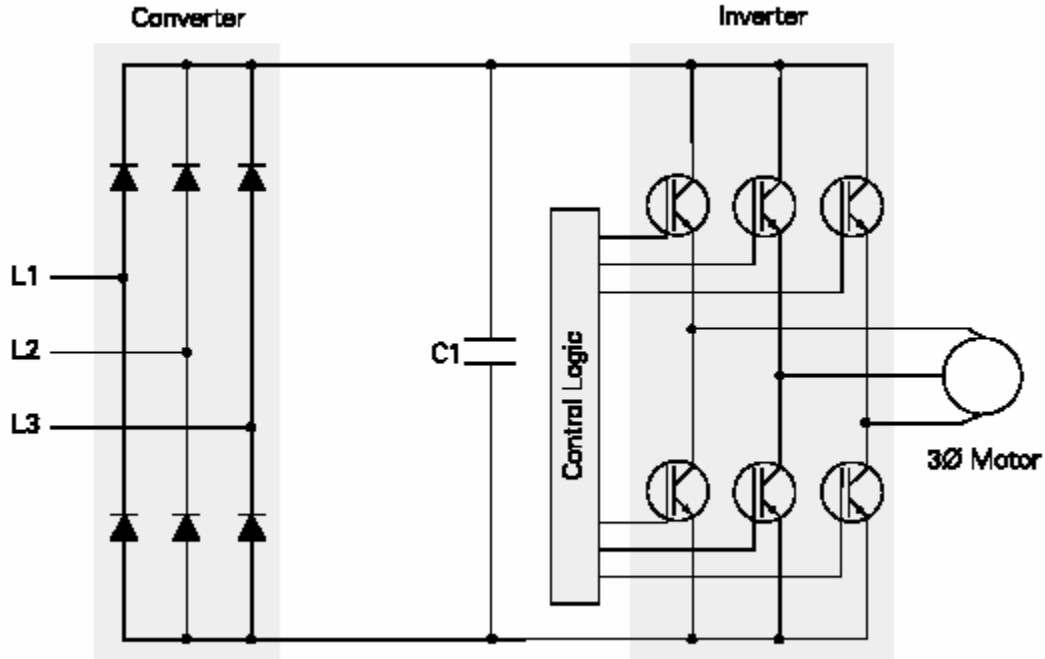 Converter
Inverter
L1
L2
L3
C1
Control Logic
3Ø Motor